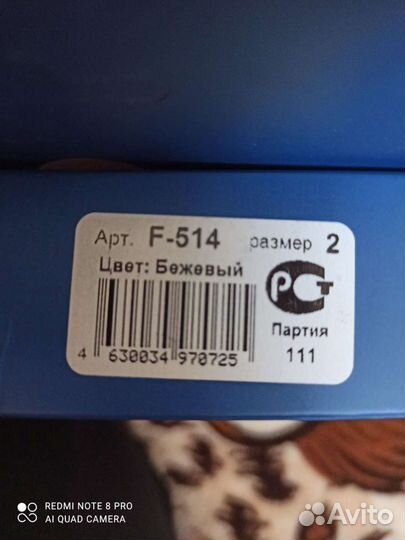 Арт. F-514 размер 2
Цвет: Бежевый
РСТ
Партия
111
4 630034 970725
REDMI NOTE 8 PRO
AI QUAD CAMERA
Avito